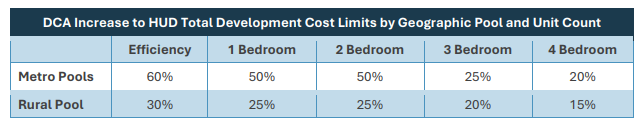 DCA Increase to HUD Total Development Cost Limits by Geographic Pool and Unit Count
Efficiency 1 Bedroom 2 Bedroom 3 Bedroom 4 Bedroom
Metro Pools 60% 50% 50% 25% 20%
Rural Pool 30% 25% 25% 20% 15%